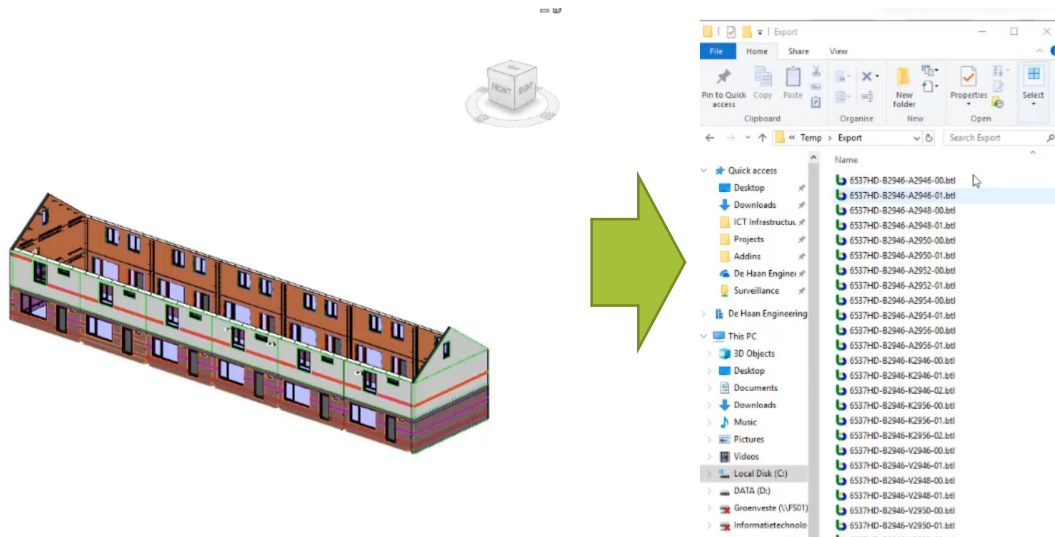 FRONT
RIGHT
Export
File
Home
Share
View
Pin to Quick
access
Copy
Paste
New
folder
Properties
Select
Clipboard
Organise
New
Open
« Temp › Export
Search Export
Name
Quick access
Desktop
Downloads
ICT Infrastructuu
Projects
Addins
De Haan Enginee
Surveillance
De Haan Engineering
This PC
3D Objects
Desktop
Documents
Downloads
Music
Pictures
Videos
Local Disk (C:)
DATA (D:)
Groenveste (\\FS01)
Informatietechnolo
6537HD-B2946-A2946-00.btl
6537HD-B2946-A2946-01.btl
6537HD-B2946-A2948-00.btl
6537HD-B2946-A2948-01.btl
6537HD-B2946-A2950-00.btl
6537HD-B2946-A2950-01.btl
6537HD-B2946-A2952-00.btl
6537HD-B2946-A2952-01.btl
6537HD-B2946-A2954-00.btl
6537HD-B2946-A2954-01.btl
6537HD-B2946-A2956-00.btl
6537HD-B2946-A2956-01.btl
6537HD-B2946-K2946-00.btl
6537HD-B2946-K2946-01.btl
6537HD-B2946-K2946-02.btl
6537HD-B2946-K2956-00.btl
6537HD-B2946-K2956-01.btl
6537HD-B2946-K2956-02.btl
6537HD-B2946-V2946-00.btl
6537HD-B2946-V2946-01.btl
6537HD-B2946-V2948-00.btl
6537HD-B2946-V2948-01.btl
6537HD-B2946-V2950-00.btl
6537HD-B2946-V2950-01.btl